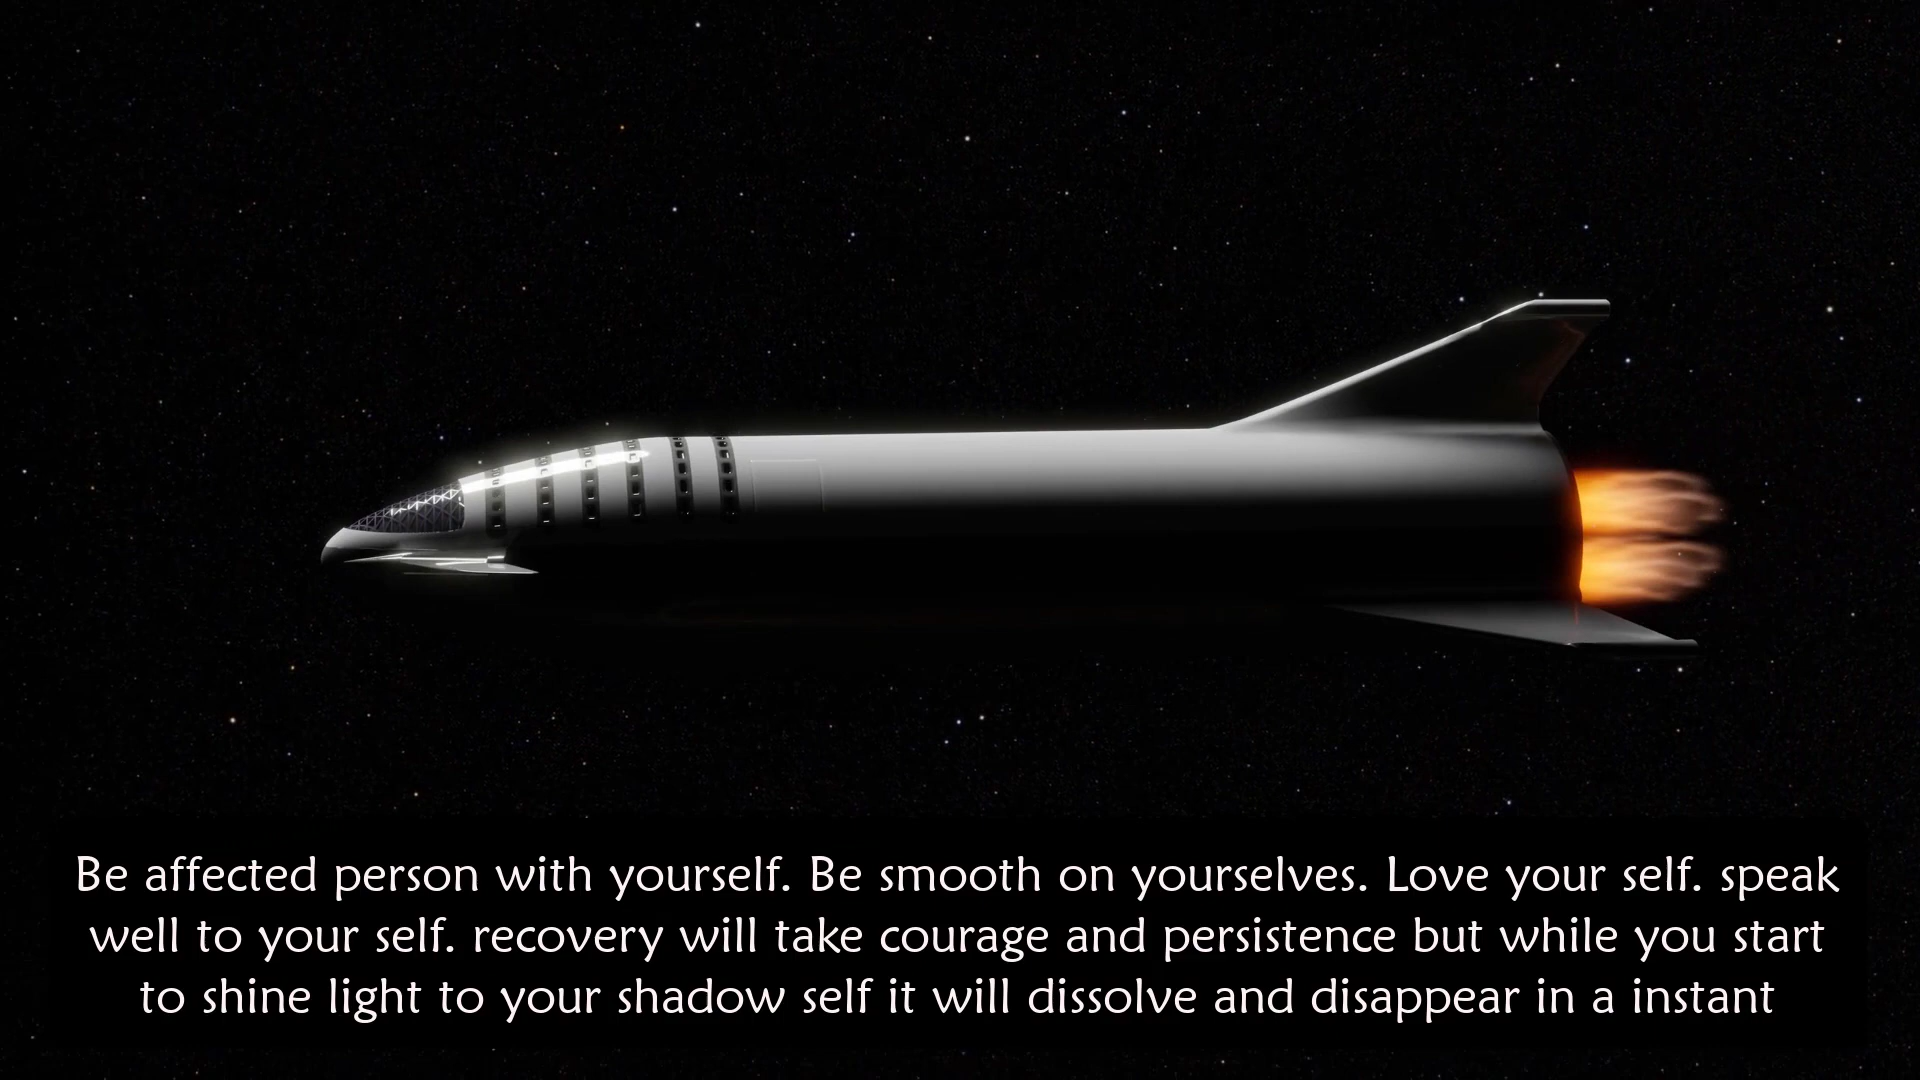 Be affected person with yourself. Be smooth on yourselves. Love your self. speak
well to your self. recovery will take courage and persistence but while you start
to shine light to your shadow self it will dissolve and disappear in a instant